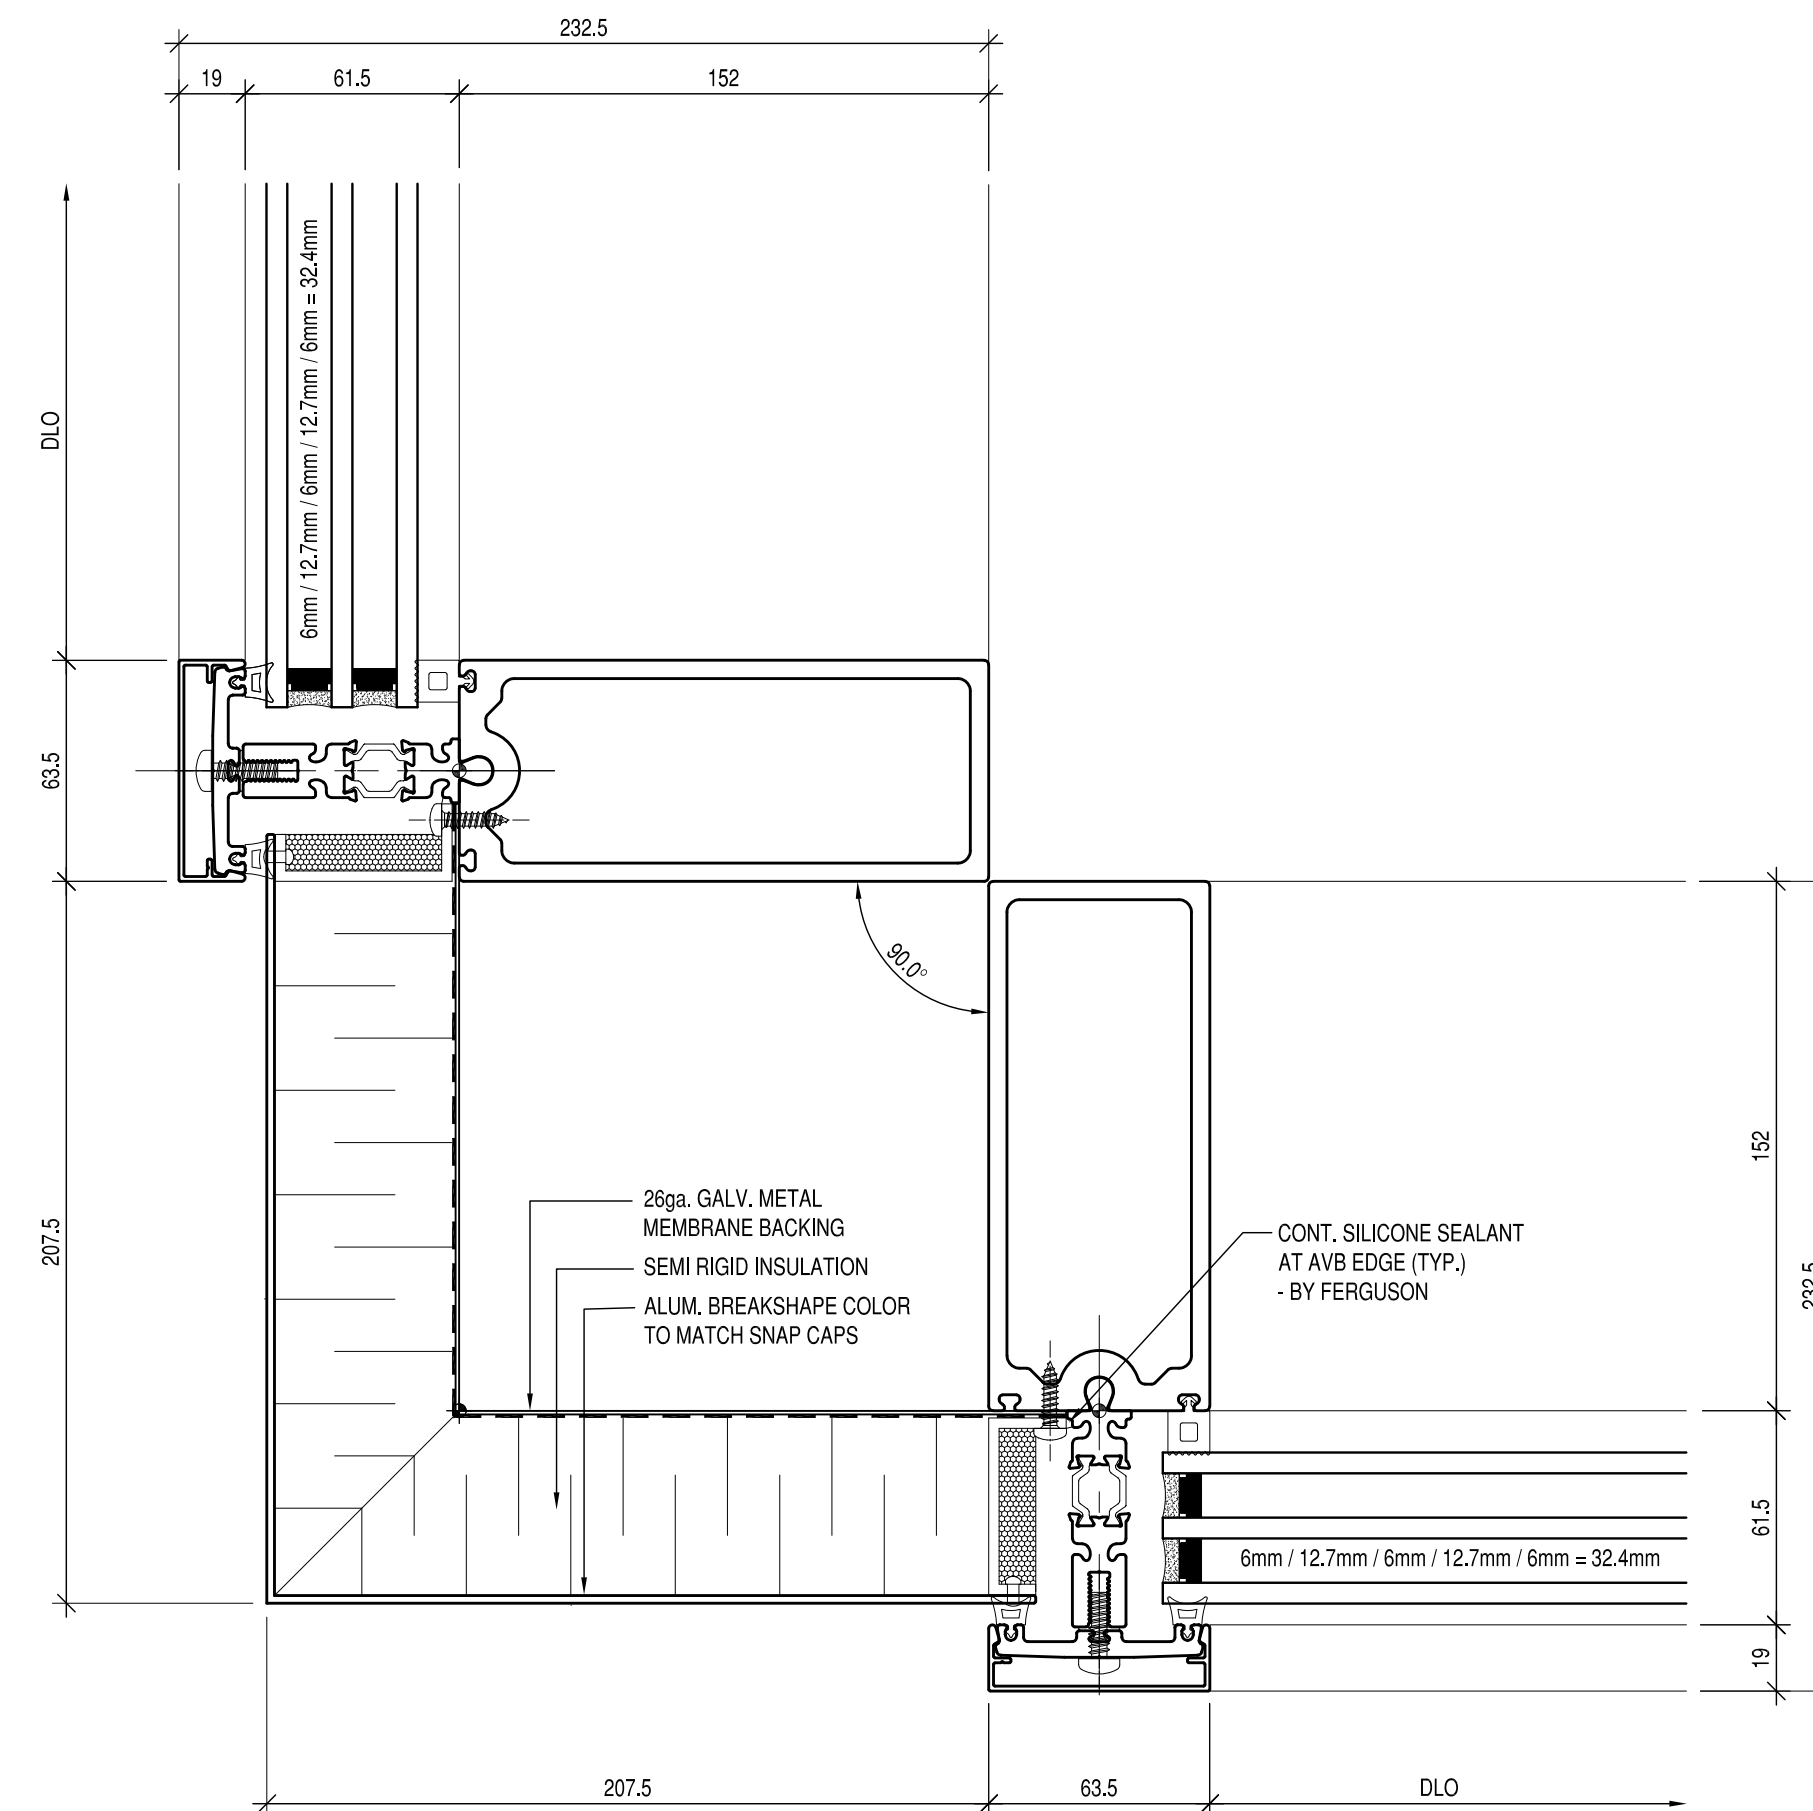 232.5
19
61.5
152
6mm / 12.7mm / 6mm / 12.7mm / 6mm = 32.4mm
DLO
63.5
90.0°
207.5
26ga. GALV. METAL
MEMBRANE BACKING
SEMI RIGID INSULATION
ALUM. BREAKSHAPE COLOR
TO MATCH SNAP CAPS
CONT. SILICONE SEALANT
AT AVB EDGE (TYP.)
- BY FERGUSON
152
232.5
61.5
6mm / 12.7mm / 6mm / 12.7mm / 6mm = 32.4mm
19
207.5
63.5
DLO